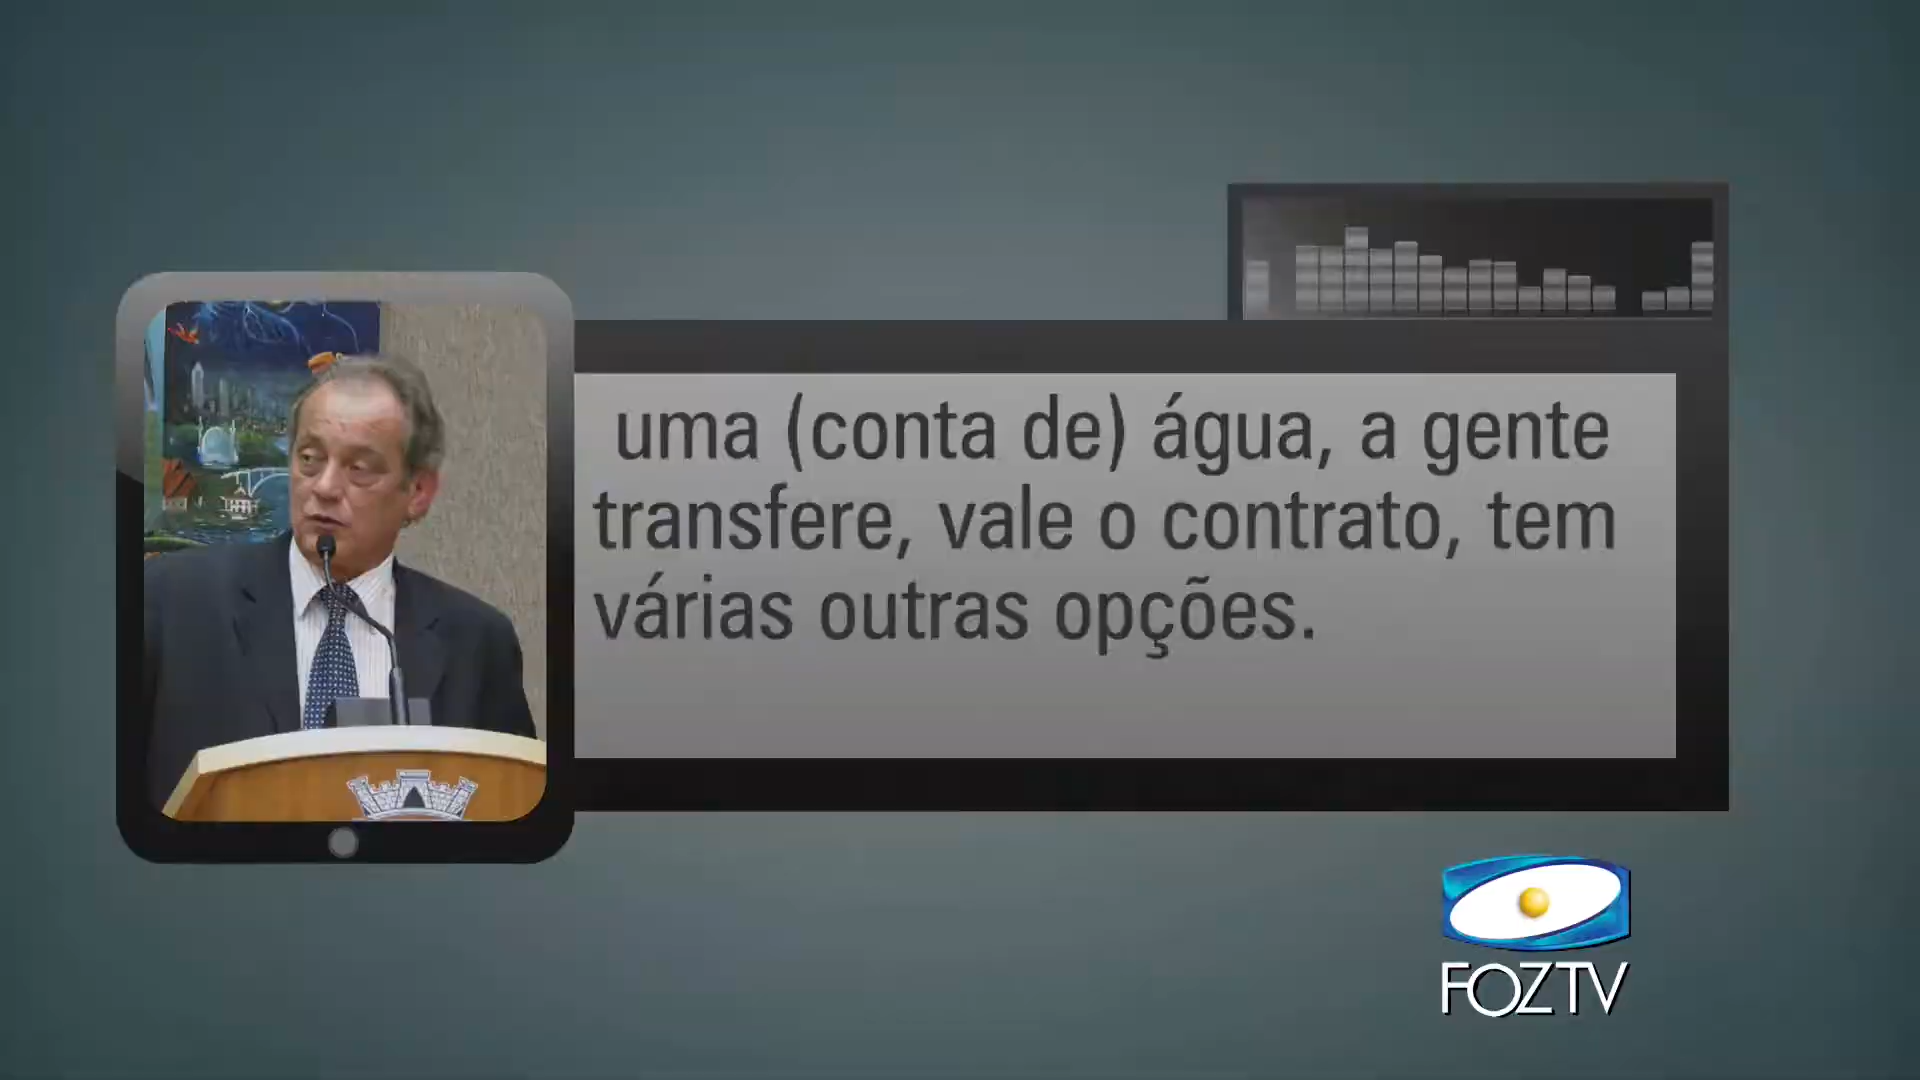 uma (conta de) água, a gente
transfere, vale o contrato, tem
várias outras opções.
FOZTV